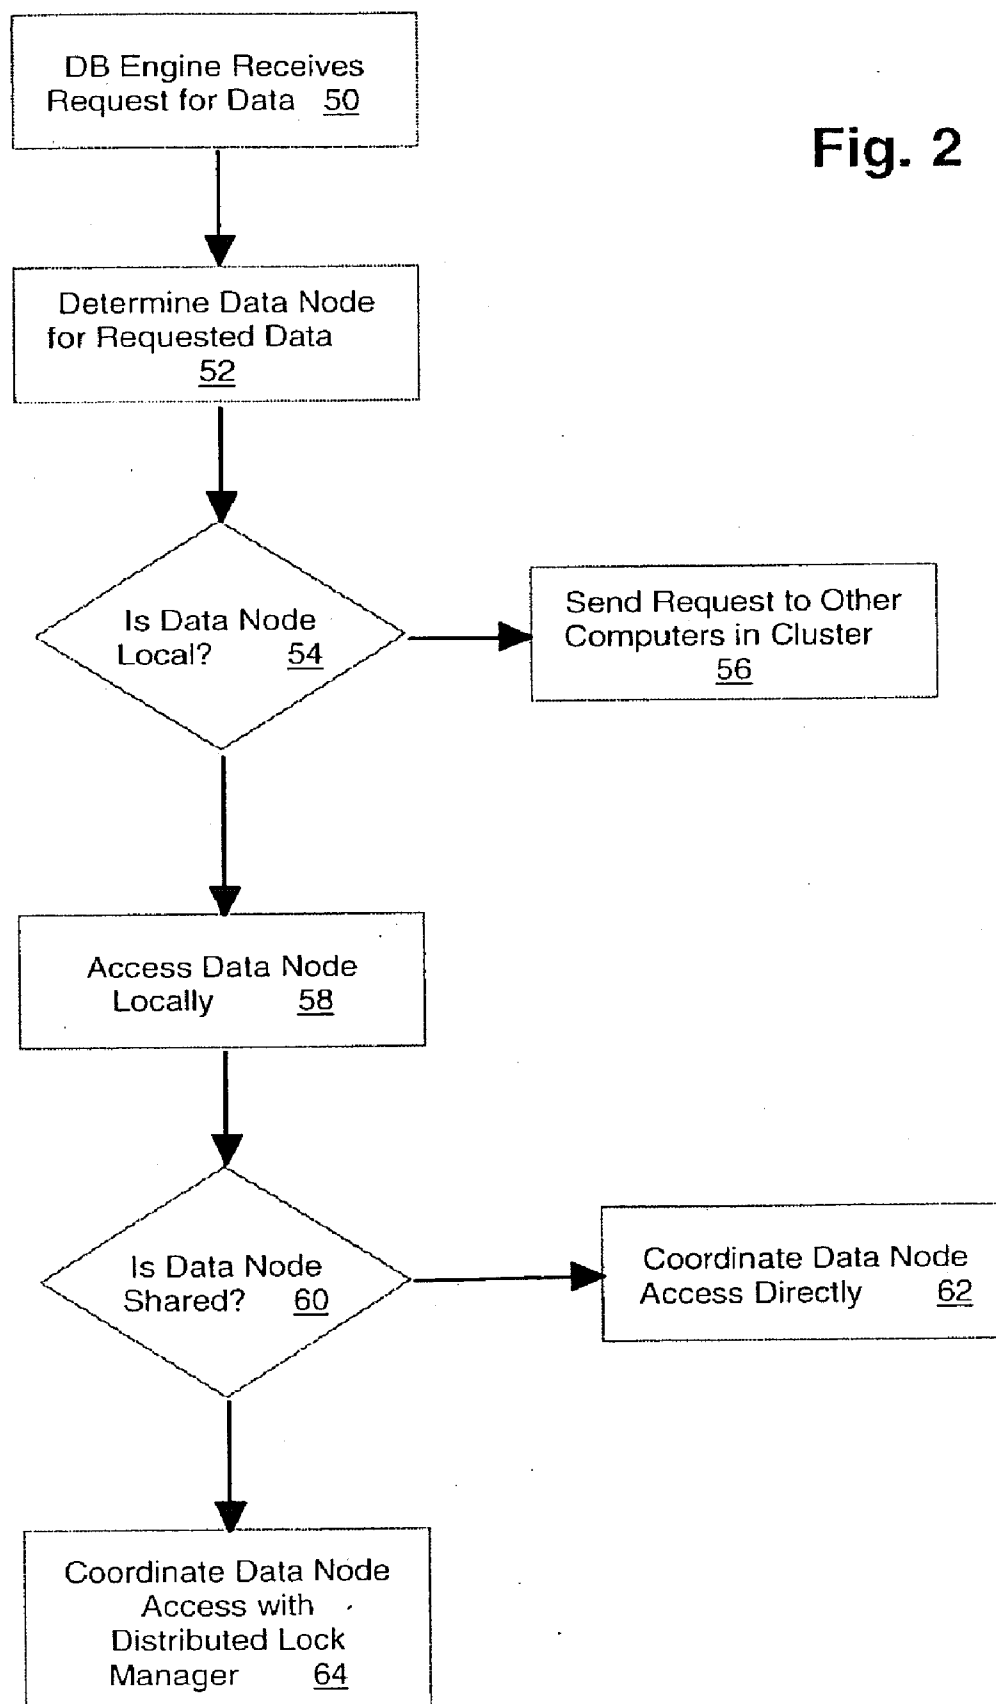 DB Engine Receives
Request for Data 50
Fig. 2
Determine Data Node
for Requested Data
52
Is Data Node
Local? 54
Send Request to Other
Computers in Cluster
56
Access Data Node
Locally 58
Is Data Node
Shared? 60
Coordinate Data Node
Access Directly 62
Coordinate Data Node
Access with
Distributed Lock
Manager 64